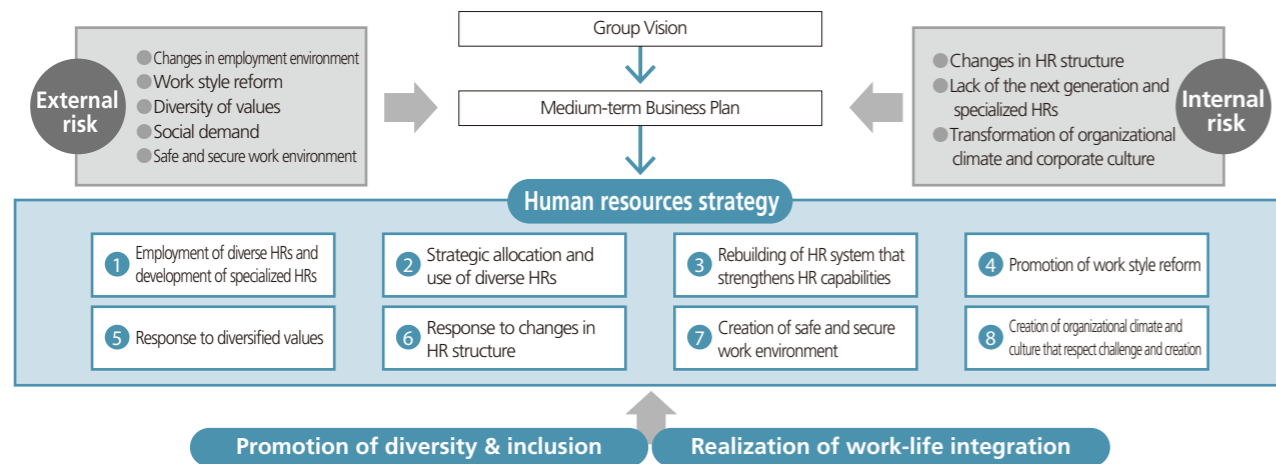 Group Vision
External
risk
●Changes in employment environment
●Work style reform
●Diversity of values
●Social demand
●Safe and secure work environment
Medium-term Business Plan
●Changes in HR structure
●Lack of the next generation and
specialized HRs
●Transformation of organizational
climate and corporate culture
Internal
risk
Human resources strategy
1 Employment of diverse HRs and
development of specialized HRs
2 Strategic allocation and
use of diverse HRs
3 Rebuilding of HR system that
strengthens HR capabilities
4 Promotion of work style reform
5 Response to diversified values
6 Response to changes in
HR structure
7 Creation of safe and secure
work environment
8 Creation of organizational climate and
culture that respect challenge and creation
Promotion of diversity & inclusion
Realization of work-life integration